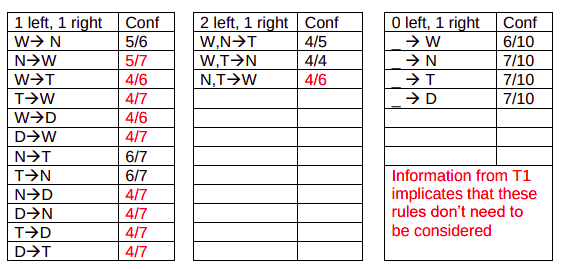 1 left, 1 right Conf
W→ N 5/6
N→W 5/7
W→T 4/6
T→W 4/7
W→D 4/6
D→W 4/7
N→T 6/7
T→N 6/7
N→D 4/7
D→N 4/7
T→D 4/7
D→T 4/7
2 left, 1 right Conf
W,N→T 4/5
W,T→N 4/4
N,T→W 4/6
0 left, 1 right Conf
_ → W 6/10
_ → N 7/10
_ → T 7/10
_ → D 7/10
Information from T1
implicates that these
rules don't need to
be considered